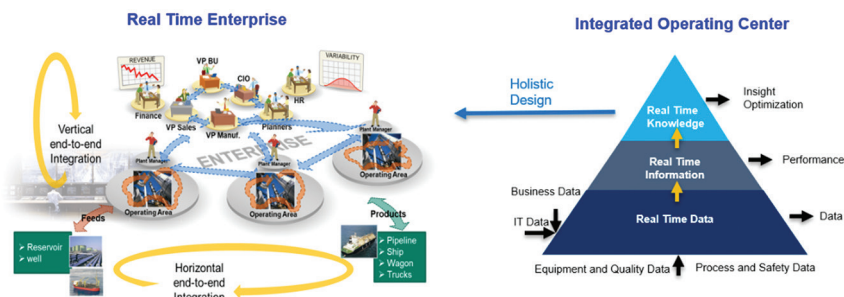 Real Time Enterprise
REVENUE
VP BU
CIO
VARIABILITY
HR
Finance
VP Sales
VP Manuf.
Planners
Plant Manager
ENTERPRISE
Plant Manager
Plant Manager
Operating Area
Operating Area
Operating Area
Vertical
end-to-end
Integration
Feeds
Products
➢ Reservoir
➢ well
➢ Pipeline
➢ Ship
➢ Wagon
➢ Trucks
Horizontal
end-to-end
Integration
Integrated Operating Center
Holistic
Design
Real Time
Knowledge
Insight
Optimization
Real Time
Information
Performance
Business Data
IT Data
Real Time Data
Data
Equipment and Quality Data
Process and Safety Data